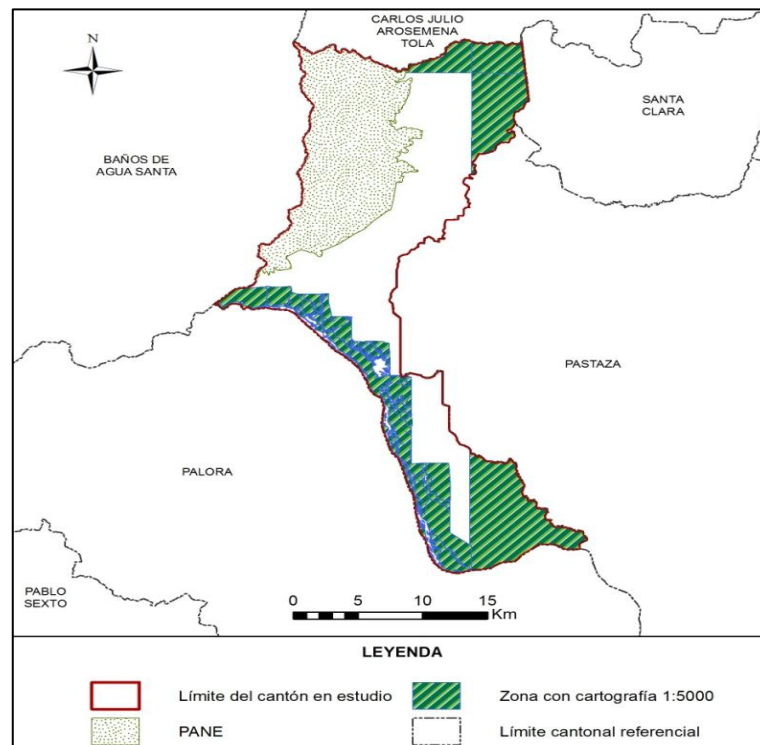 CARLOS JULIO
AROSEMENA
TOLA
N
SANTA
CLARA
BAÑOS DE
AGUA SANTA
PASTAZA
PALORA
PABLO
SEXTO
0 5 10 15
Km
LEYENDA
Límite del cantón en estudio
Zona con cartografía 1:5000
PANE
Límite cantonal referencial